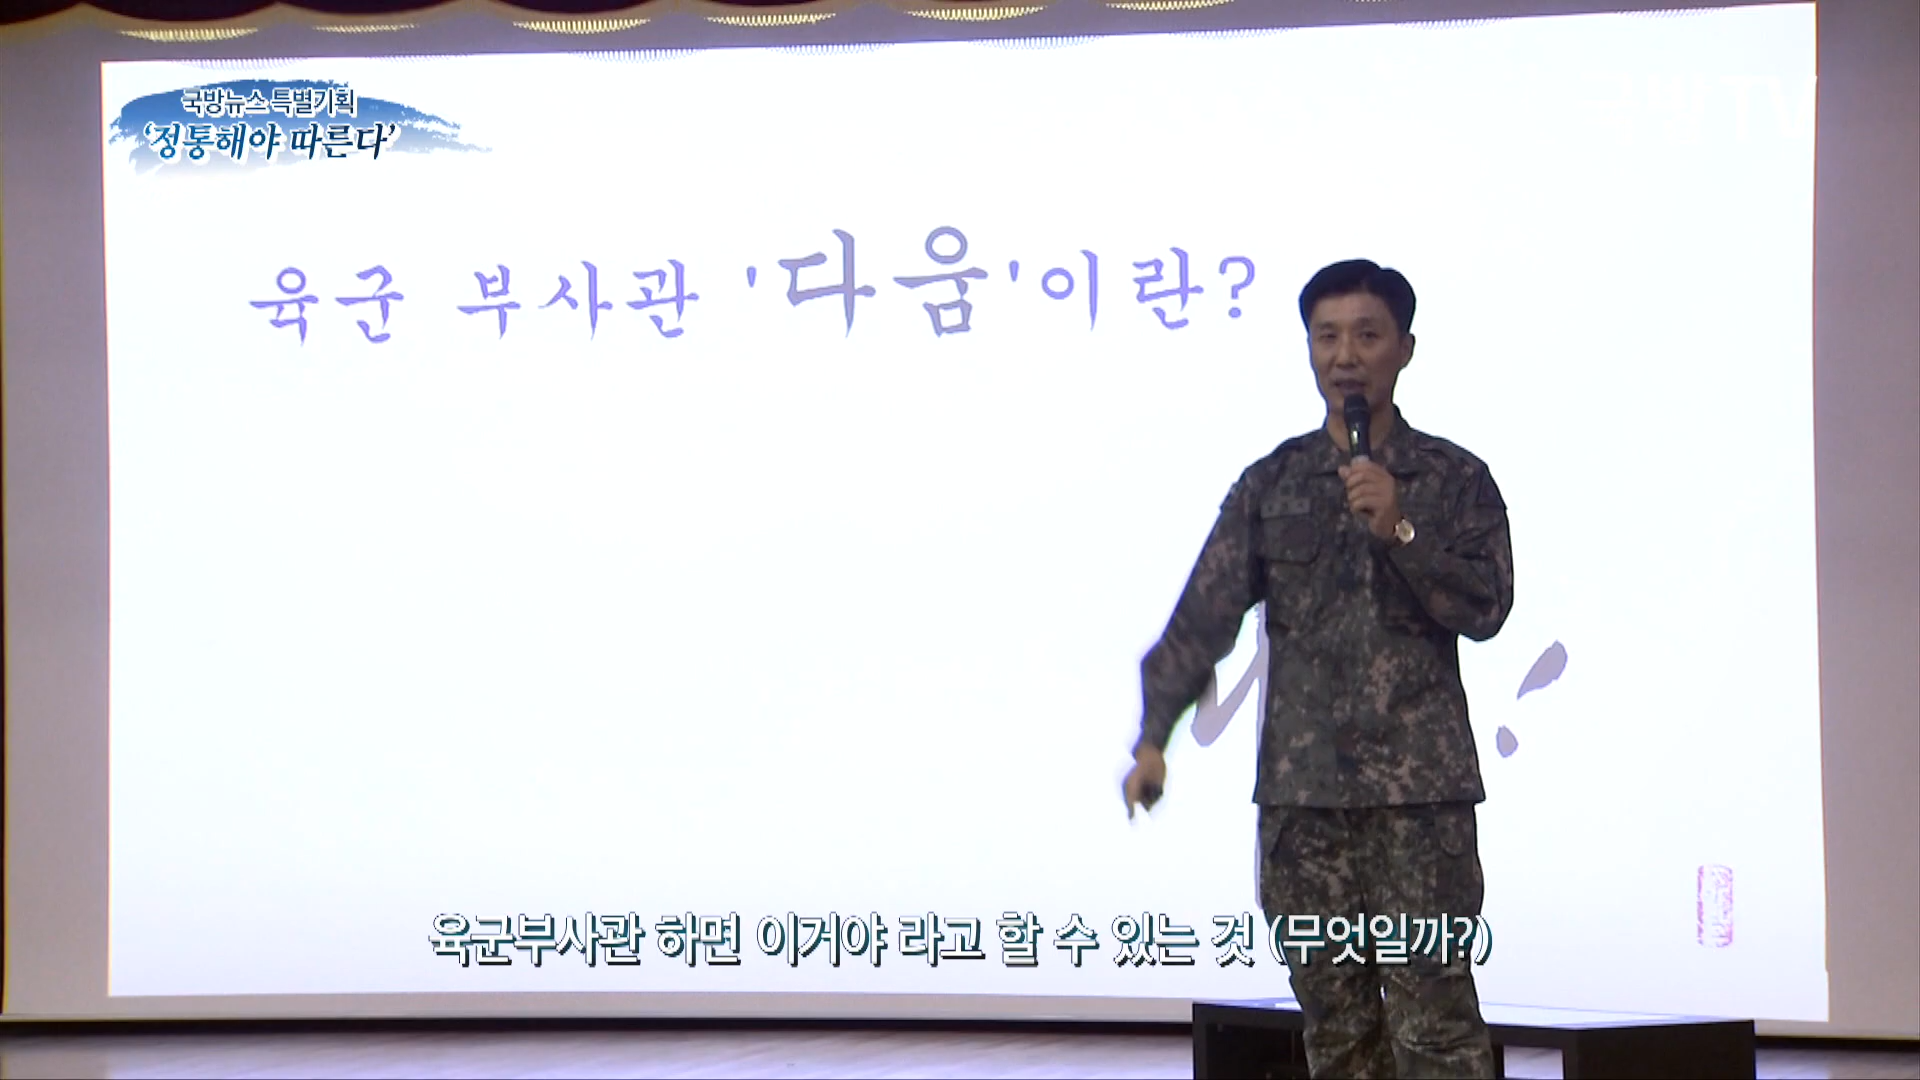 국방뉴스 특별기획
'정통해야 따른다'
TV
육군 부사관 '다움'이란?
육군부사관 하면 이거야 라고 할 수 있는 것 (무엇일까?)